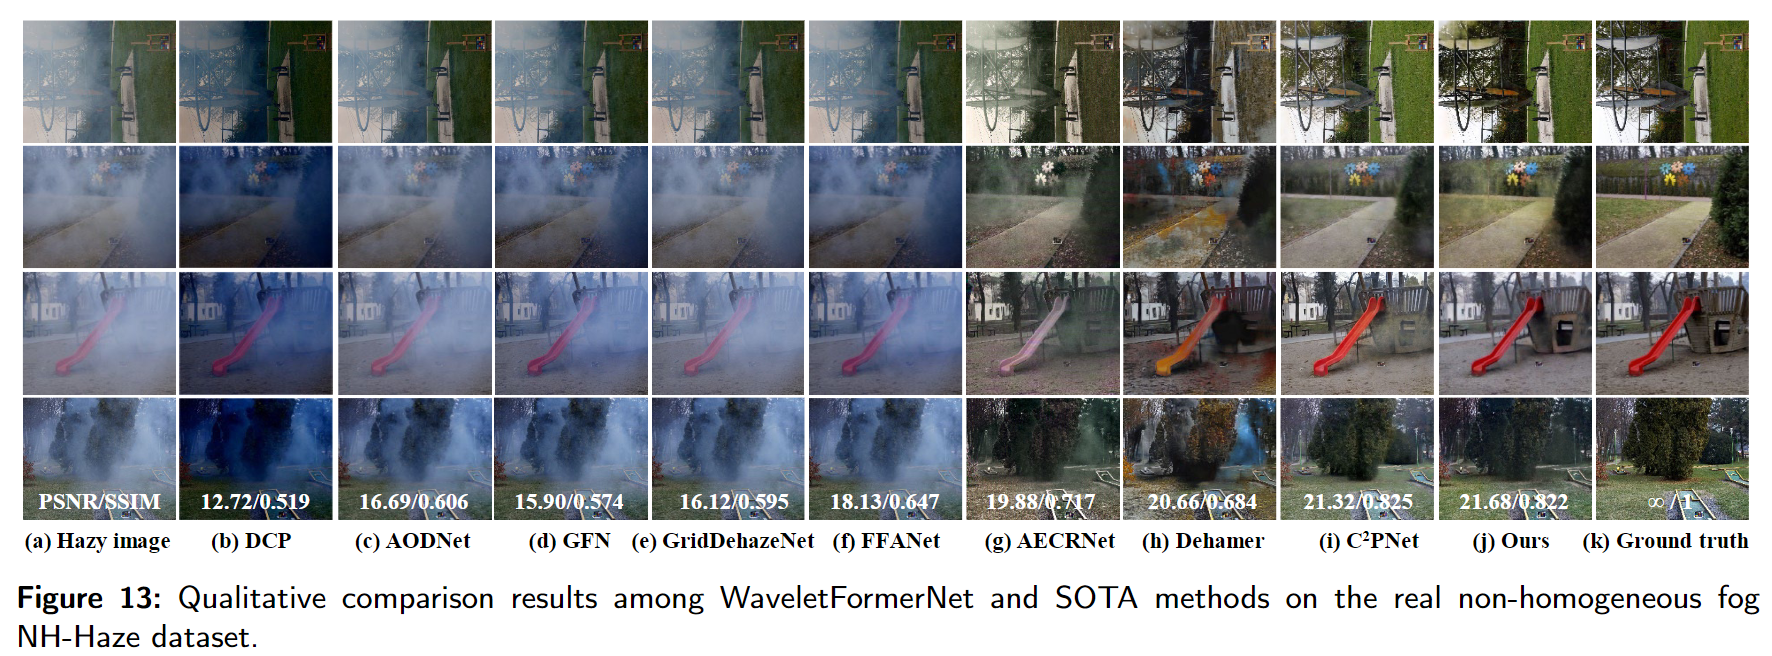 PSNR/SSIM 12.72/0.519 16.69/0.606 15.90/0.574 16.12/0.595 18.13/0.647 19.88/0.717 20.66/0.684 21.32/0.825 21.68/0.822 ∞ / 1
(a) Hazy image (b) DCP (c) AODNet (d) GFN (e) GridDehazeNet (f) FFANet (g) AECRNet (h) Dehamer (i) C²PNet (j) Ours (k) Ground truth
Figure 13: Qualitative comparison results among WaveletFormerNet and SOTA methods on the real non-homogeneous fog
NH-Haze dataset.